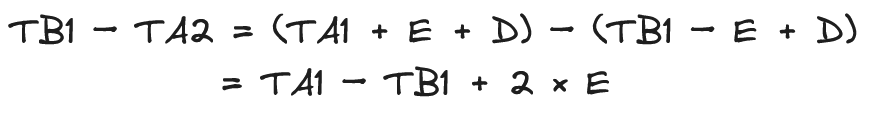 TB1 - TA2 = (TA1 + E + D) - (TB1 - E + D)
= TA1 - TB1 + 2 × E